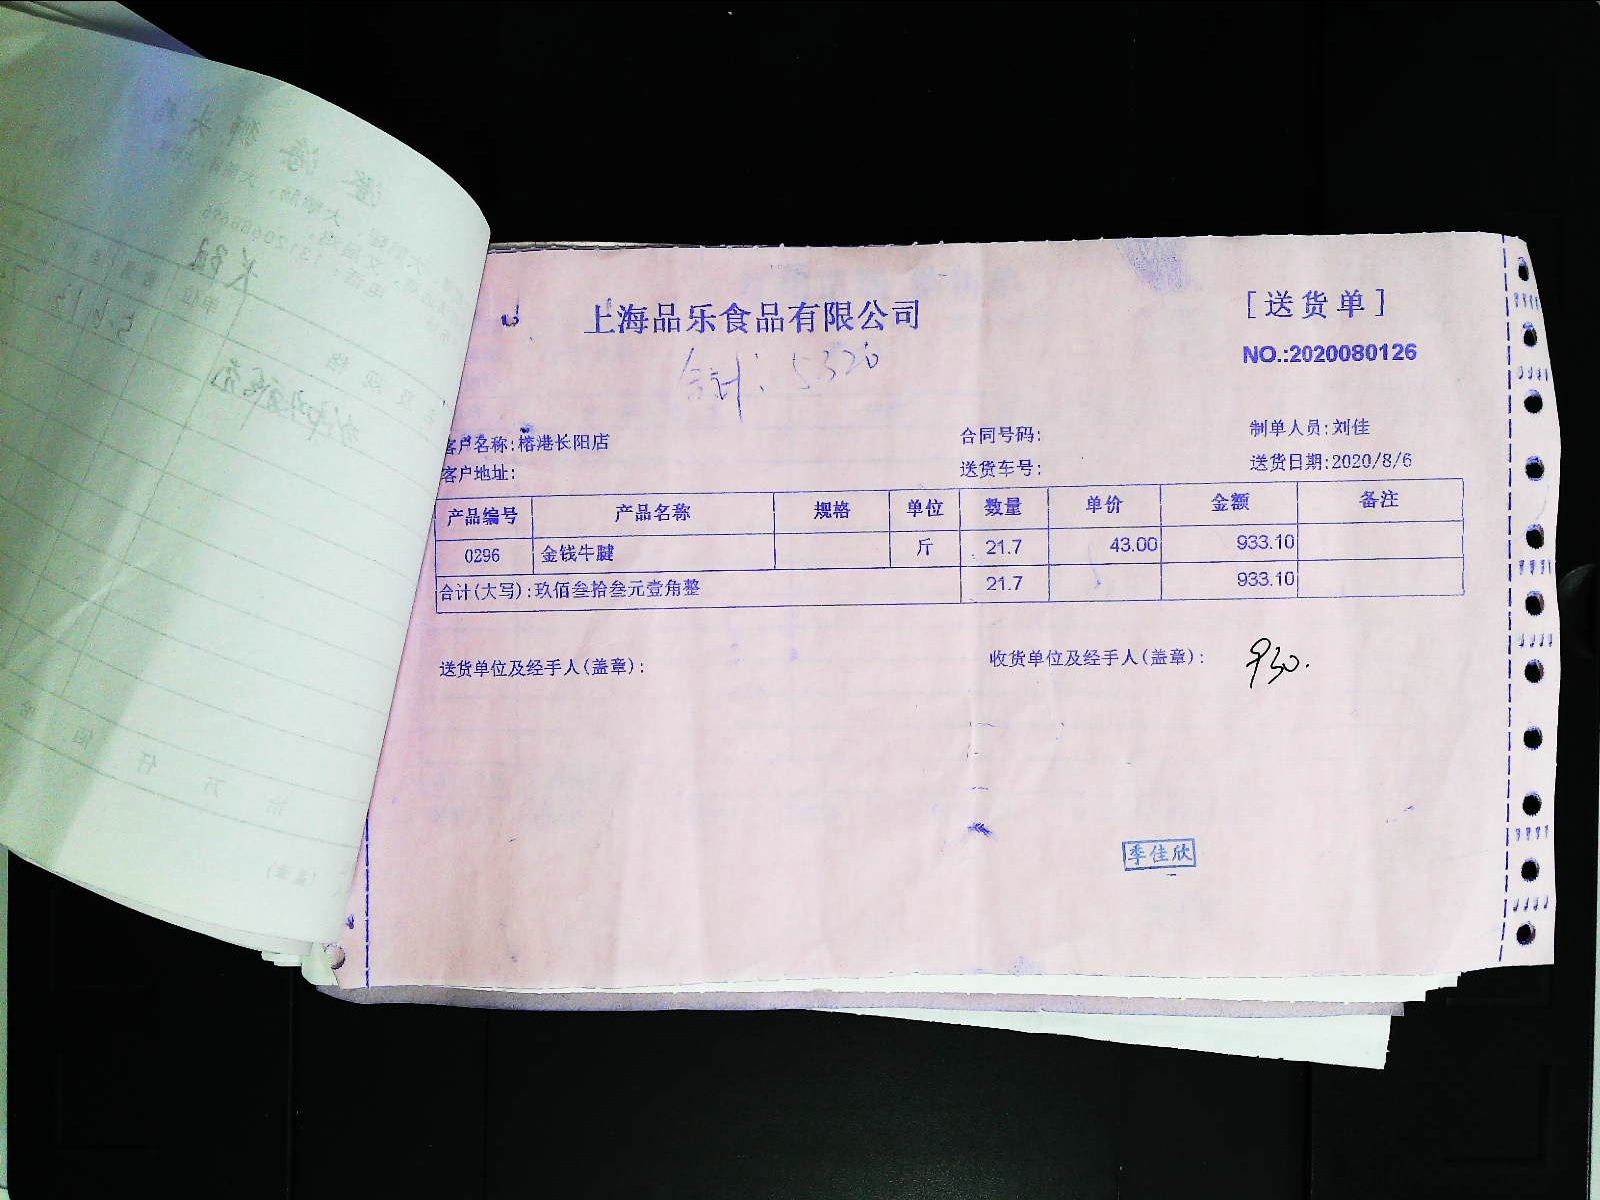 上海品乐食品有限公司
[送货单]
NO.:2020080126
合计: 5320
客户名称:榕港长阳店
合同号码:
制单人员:刘佳
客户地址:
送货车号:
送货日期:2020/8/6
产品编号 产品名称 规格 单位 数量 单价 金额 备注
0296 金钱牛腱 斤 21.7 43.00 933.10
合计(大写):玖佰叁拾叁元壹角整 21.7 933.10
送货单位及经手人(盖章):
收货单位及经手人(盖章): 930.
季佳欣